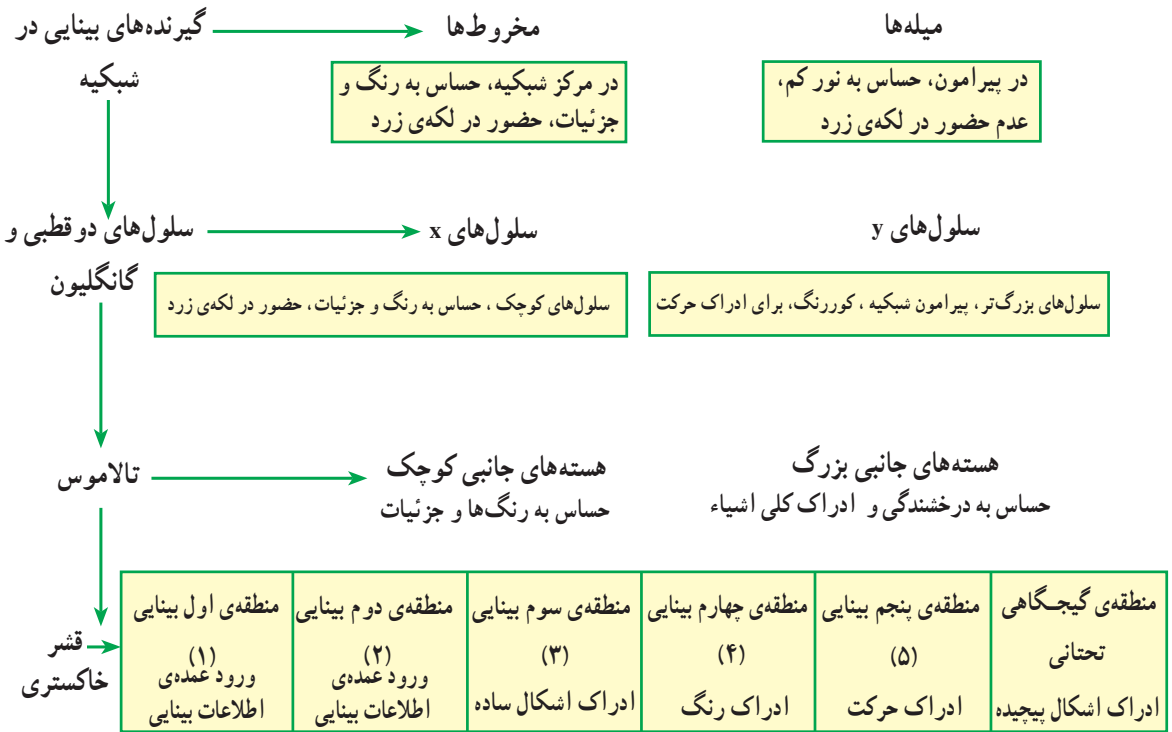 گیرنده‌های بینایی در
شبکیه
مخروط‌ها
میله‌ها
در مرکز شبکیه، حساس به رنگ و
جزئیات، حضور در لکه‌ی زرد
در پیرامون، حساس به نور کم،
عدم حضور در لکه‌ی زرد
سلول‌های دو قطبی و
گانگلیون
سلول‌های x
سلول‌های y
سلول‌های کوچک ، حساس به رنگ و جزئیات، حضور در لکه‌ی زرد
سلول‌های بزرگ‌تر، پیرامون شبکیه ، کوررنگ، برای ادراک حرکت
تالاموس
هسته‌های جانبی کوچک
حساس به رنگ‌ها و جزئیات
هسته‌های جانبی بزرگ
حساس به درخشندگی و ادراک کلی اشیاء
قشر
خاکستری
منطقه‌ی اول بینایی
(۱)
ورود عمده‌ی
اطلاعات بینایی
منطقه‌ی دوم بینایی
(۲)
ورود عمده‌ی
اطلاعات بینایی
منطقه‌ی سوم بینایی
(۳)
ادراک اشکال ساده
منطقه‌ی چهارم بینایی
(۴)
ادراک رنگ
منطقه‌ی پنجم بینایی
(۵)
ادراک حرکت
منطقه‌ی گیجگاهی
تحتانی
ادراک اشکال پیچیده